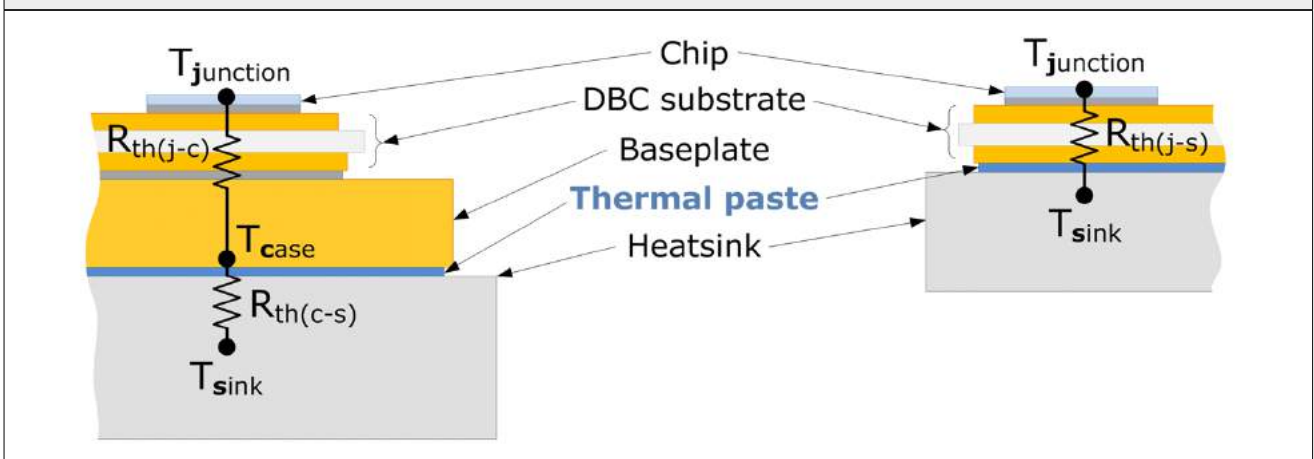 Tjunction
Chip
Tjunction
DBC substrate
Rth(j-c)
Rth(j-s)
Baseplate
Thermal paste
Tcase
Tsink
Heatsink
Rth(c-s)
Tsink